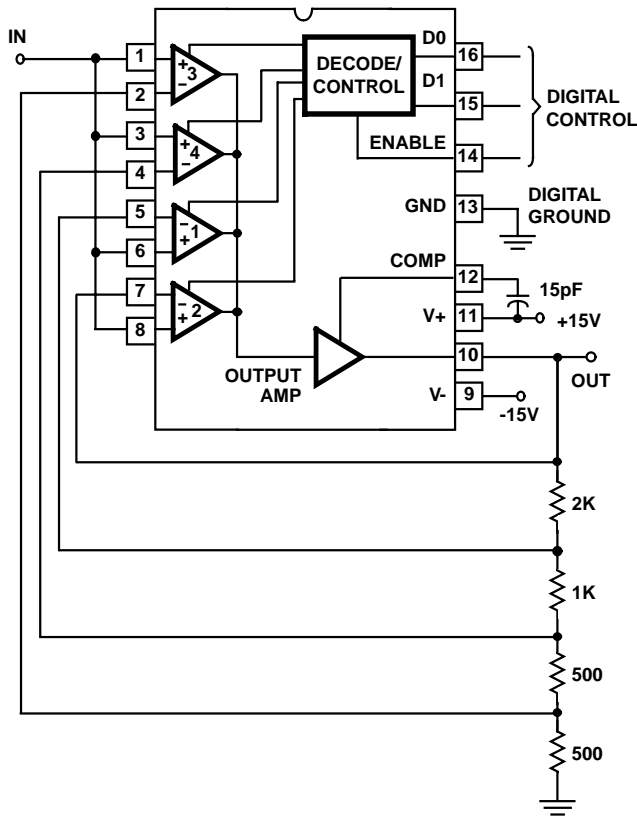 IN
1
2
3
4
5
6
7
8
+
−
3
+
−
4
−
+
1
−
+
2
DECODE/
CONTROL
D0
D1
ENABLE
GND
COMP
V+
V-
OUTPUT
AMP
16
15
14
13
12
11
10
9
DIGITAL
CONTROL
DIGITAL
GROUND
15pF
+15V
OUT
-15V
2K
1K
500
500